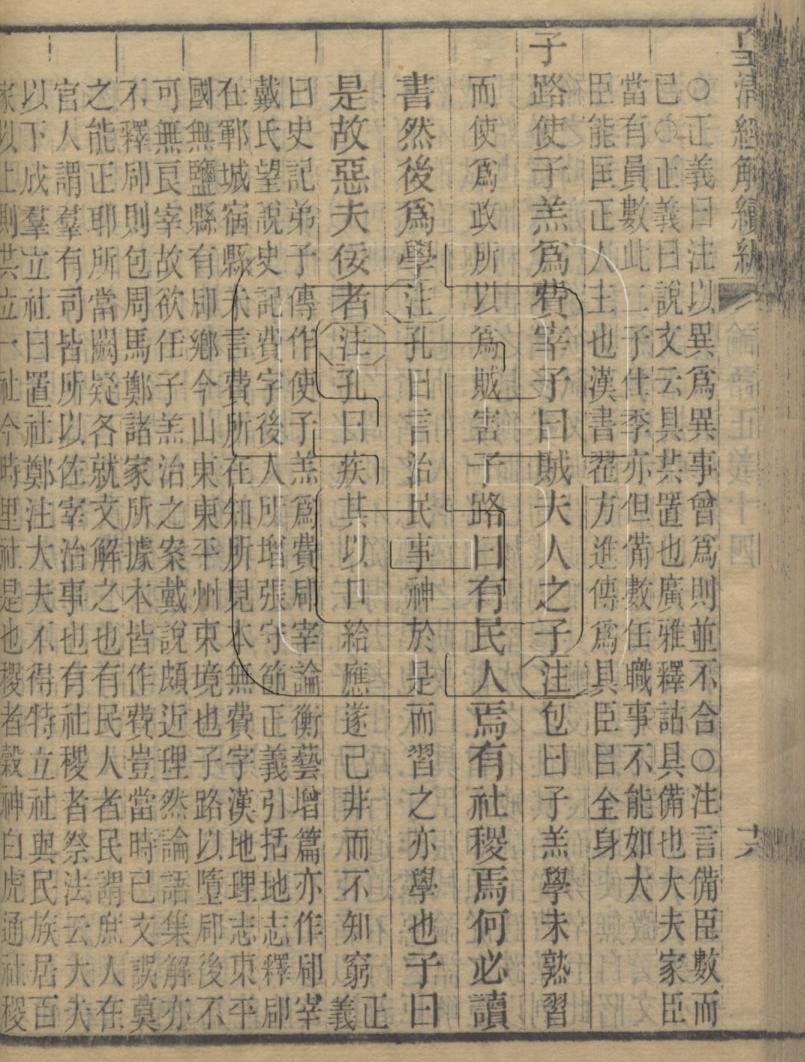 皇清經解續編
論語正義十四
○正義曰注以異爲異事曾爲則並不合○注言備臣數而
已○正義曰說文云具共置也廣雅釋詁具備也大夫家臣
當有員數此二子仕季亦但備數任職事不能如大
臣能匡正人主也漢書翟方進傳爲具臣㠯全身
子路使子羔爲費宰子曰賊夫人之子注包曰子羔學未熟習
而使爲政所以爲賊害子路曰有民人焉有社稷焉何必讀
書然後爲學注孔曰言治民事神於是而習之亦學也子曰
是故惡夫佞者注孔曰疾其以口給應遂己非而不知窮正義
曰史記弟子傳作使子羔爲費郈宰論衡藝增篇亦作郈宰
戴氏望說史記費字後人所增張守節正義引括地志釋郈
在鄆城宿縣未言費所在知所見本無費字漢地理志東平
國無鹽縣有郈鄉今山東東平州東境也子路以墮郈後不
可無良宰故欲任子羔治之案戴說頗近理然論語集解亦
不釋郈則包周馬鄭諸家所據本皆作費豈當時已文誤莫
之能正耶所當闕疑各就文解之也有民人者民謂庶人在
官人謂羣有司皆所以佐宰治事也有社稷者祭法云大夫
以下成羣立社曰置社鄭注大夫不得特立社與民族居百
家以上則共立一社今時里社是也稷者穀神白虎通社稷